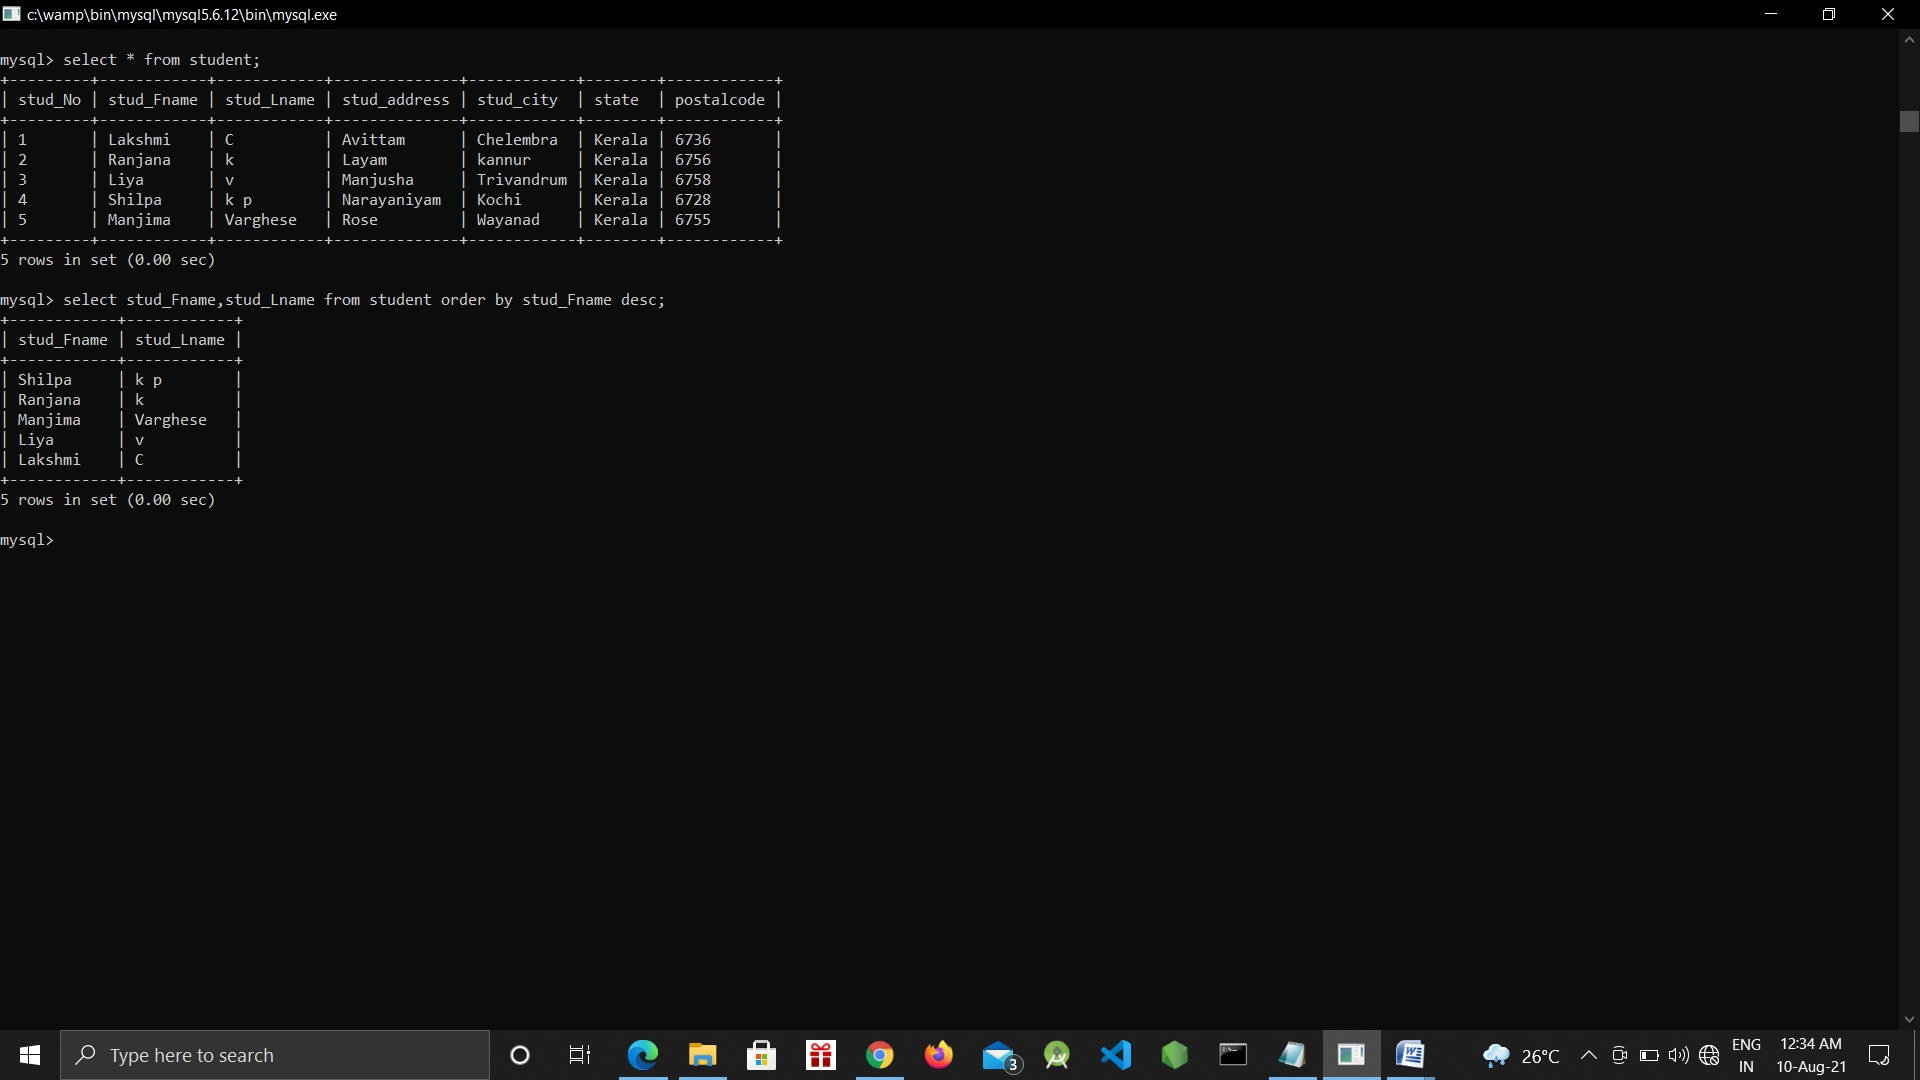 c:\wamp\bin\mysql\mysql5.6.12\bin\mysql.exe
mysql> select * from student;
+---------+------------+------------+--------------+------------+--------+------------+
| stud_No | stud_Fname | stud_Lname | stud_address | stud_city  | state  | postalcode |
+---------+------------+------------+--------------+------------+--------+------------+
| 1       | Lakshmi    | C          | Avittam      | Chelembra  | Kerala | 6736       |
| 2       | Ranjana    | k          | Layam        | kannur     | Kerala | 6756       |
| 3       | Liya       | v          | Manjusha     | Trivandrum | Kerala | 6758       |
| 4       | Shilpa     | k p        | Narayaniyam  | Kochi      | Kerala | 6728       |
| 5       | Manjima    | Varghese   | Rose         | Wayanad    | Kerala | 6755       |
+---------+------------+------------+--------------+------------+--------+------------+
5 rows in set (0.00 sec)
mysql> select stud_Fname,stud_Lname from student order by stud_Fname desc;
+------------+------------+
| stud_Fname | stud_Lname |
+------------+------------+
| Shilpa     | k p        |
| Ranjana    | k          |
| Manjima    | Varghese   |
| Liya       | v          |
| Lakshmi    | C          |
+------------+------------+
5 rows in set (0.00 sec)
mysql>
Type here to search
3
26°C
ENG
IN
12:34 AM
10-Aug-21